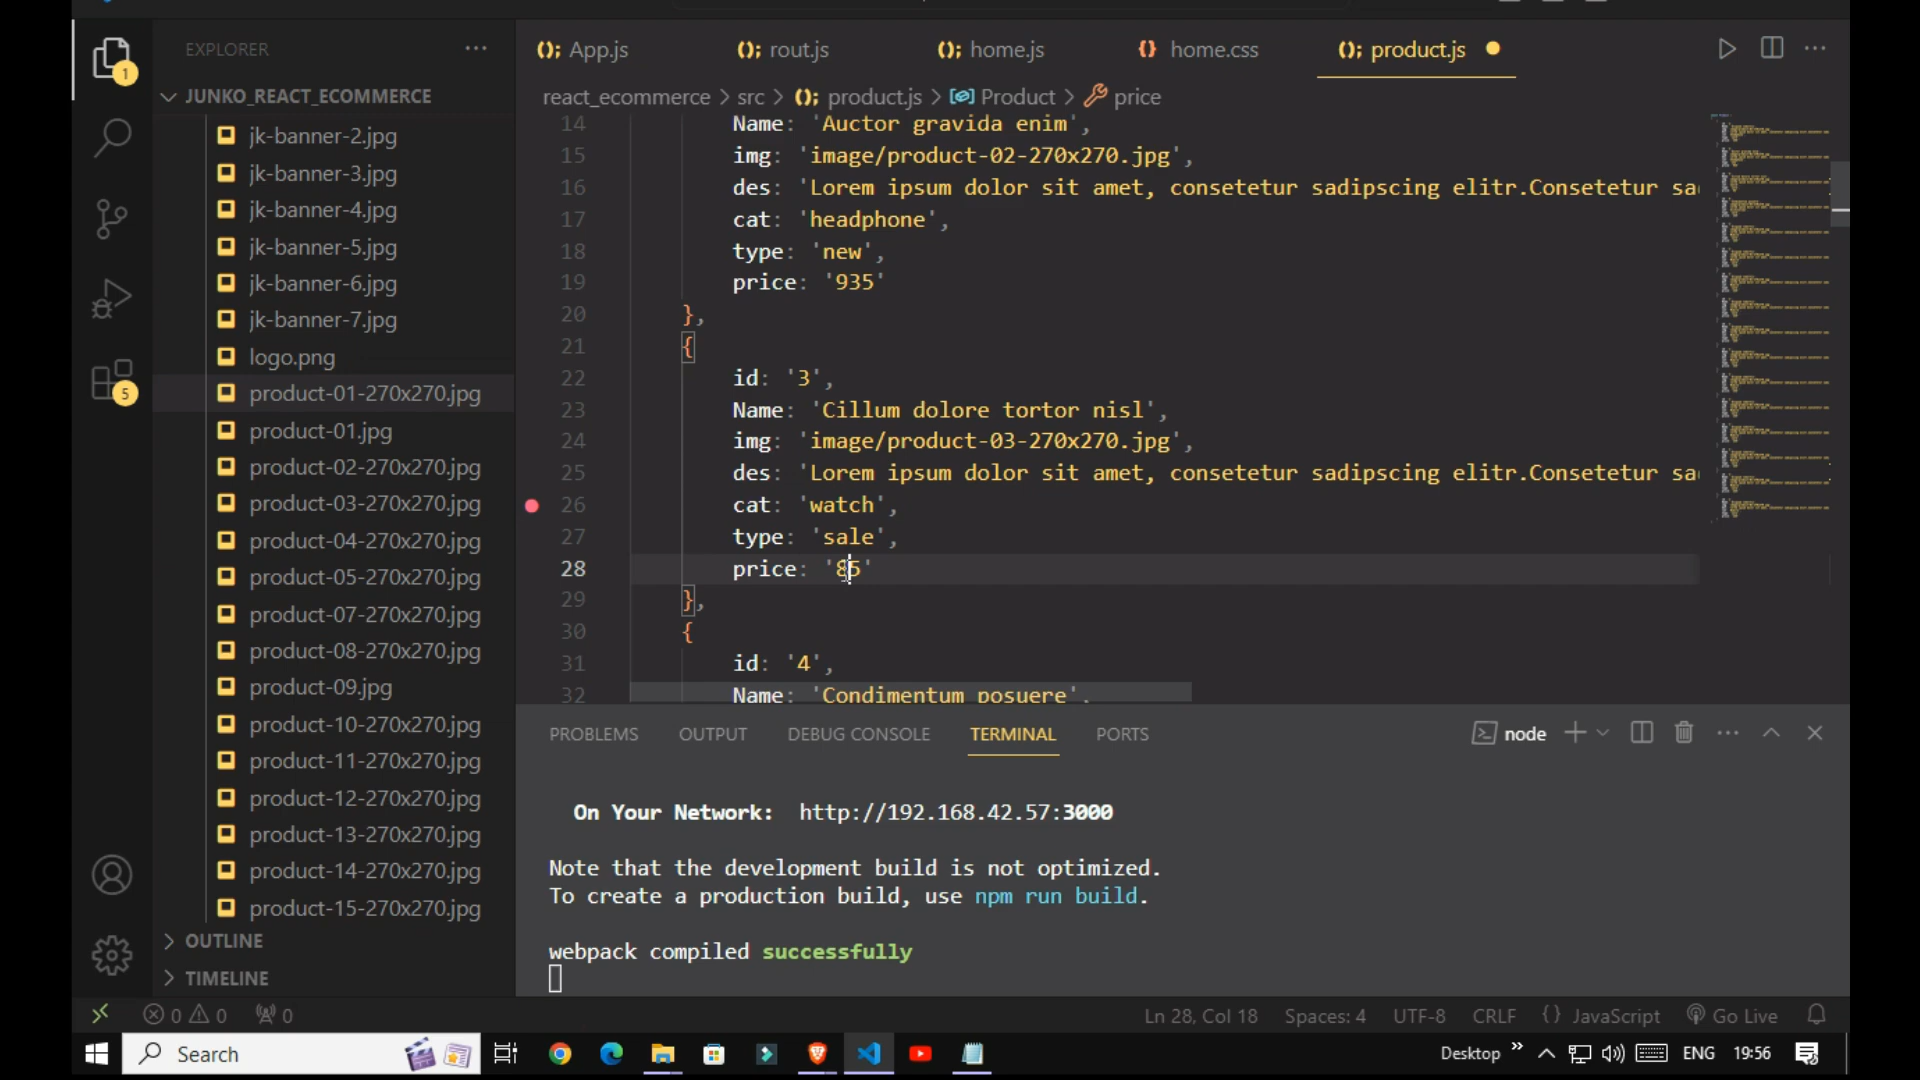 EXPLORER
1
JUNKO_REACT_ECOMMERCE
jk-banner-2.jpg
jk-banner-3.jpg
jk-banner-4.jpg
jk-banner-5.jpg
jk-banner-6.jpg
jk-banner-7.jpg
logo.png
product-01-270x270.jpg
5
product-01.jpg
product-02-270x270.jpg
product-03-270x270.jpg
product-04-270x270.jpg
product-05-270x270.jpg
product-07-270x270.jpg
product-08-270x270.jpg
product-09.jpg
product-10-270x270.jpg
product-11-270x270.jpg
product-12-270x270.jpg
product-13-270x270.jpg
product-14-270x270.jpg
product-15-270x270.jpg
OUTLINE
TIMELINE
App.js rout.js home.js home.css product.js
react_ecommerce > src > product.js > Product > price
14 Name: 'Auctor gravida enim',
15 img: 'image/product-02-270x270.jpg',
16 des: 'Lorem ipsum dolor sit amet, consetetur sadipscing elitr.Consetetur sa
17 cat: 'headphone',
18 type: 'new',
19 price: '935'
20 },
21 {
22 id: '3',
23 Name: 'Cillum dolore tortor nisl',
24 img: 'image/product-03-270x270.jpg',
25 des: 'Lorem ipsum dolor sit amet, consetetur sadipscing elitr.Consetetur sa
26 cat: 'watch',
27 type: 'sale',
28 price: '85'
29 },
30 {
31 id: '4',
32 Name: 'Condimentum posuere',
PROBLEMS OUTPUT DEBUG CONSOLE TERMINAL PORTS node
On Your Network: http://192.168.42.57:3000
Note that the development build is not optimized.
To create a production build, use npm run build.
webpack compiled successfully
0 0 0 Ln 28, Col 18 Spaces: 4 UTF-8 CRLF {} JavaScript Go Live
Search Desktop ENG 19:56